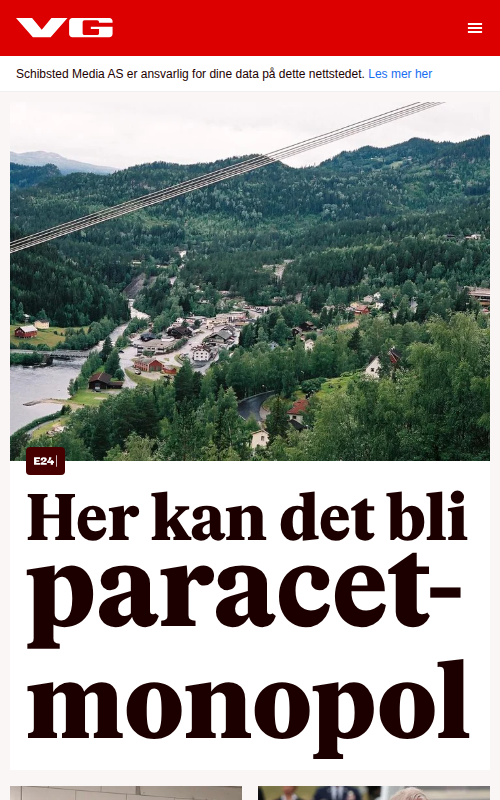 VG
Schibsted Media AS er ansvarlig for dine data på dette nettstedet. Les mer her
E24
Her kan det bli
paracet-
monopol